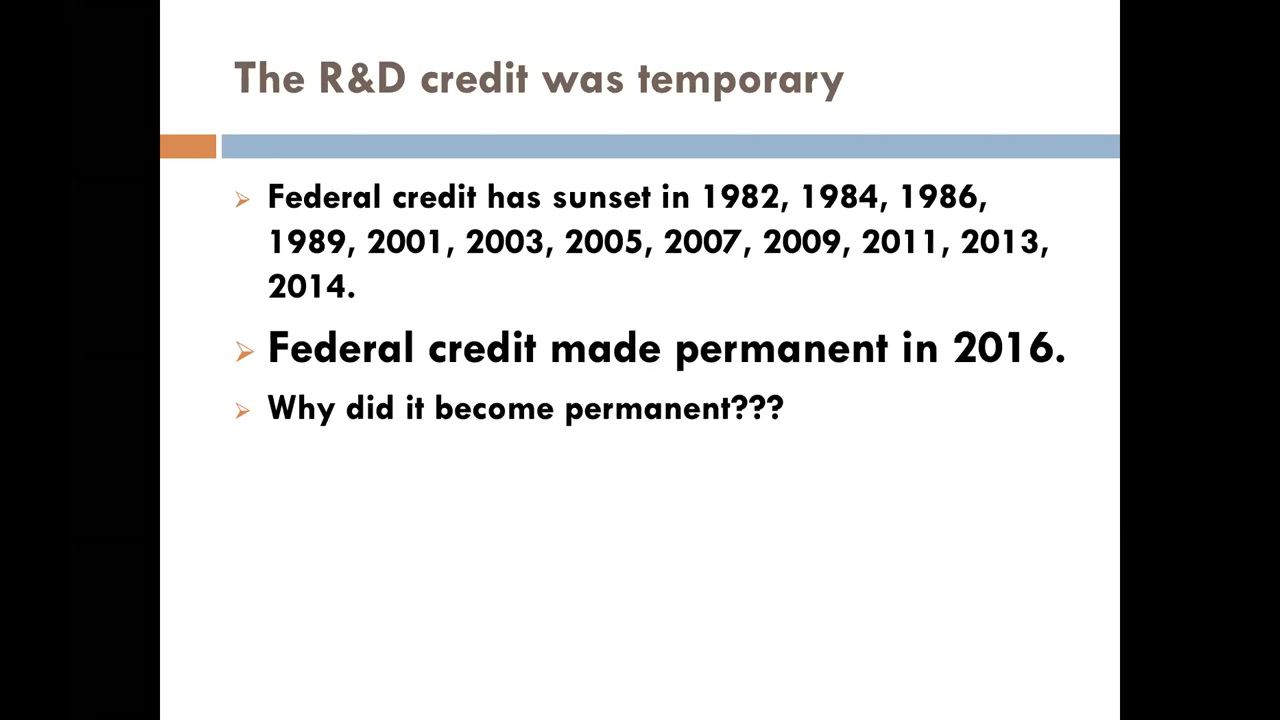 The R&D credit was temporary
Federal credit has sunset in 1982, 1984, 1986,
1989, 2001, 2003, 2005, 2007, 2009, 2011, 2013,
2014.
Federal credit made permanent in 2016.
Why did it become permanent???